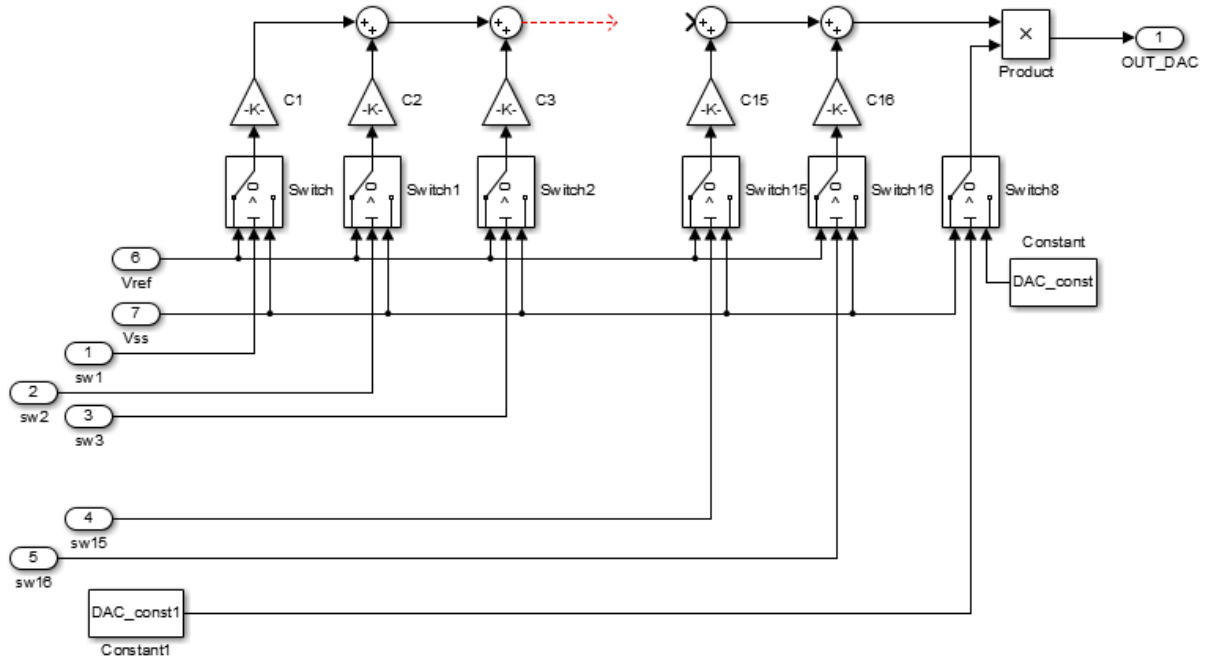 1
OUT_DAC
×
Product
-K-
C1
-K-
C2
-K-
C3
-K-
C15
-K-
C16
Switch
Switch1
Switch2
Switch15
Switch16
Switch8
Constant
DAC_const
6
Vref
7
Vss
1
sw1
2
sw2
3
sw3
4
sw15
5
sw16
DAC_const1
Constant1